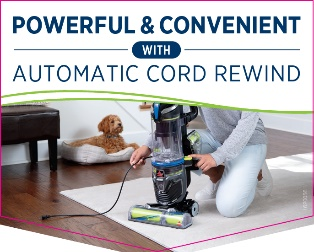 POWERFUL & CONVENIENT
WITH
AUTOMATIC CORD REWIND